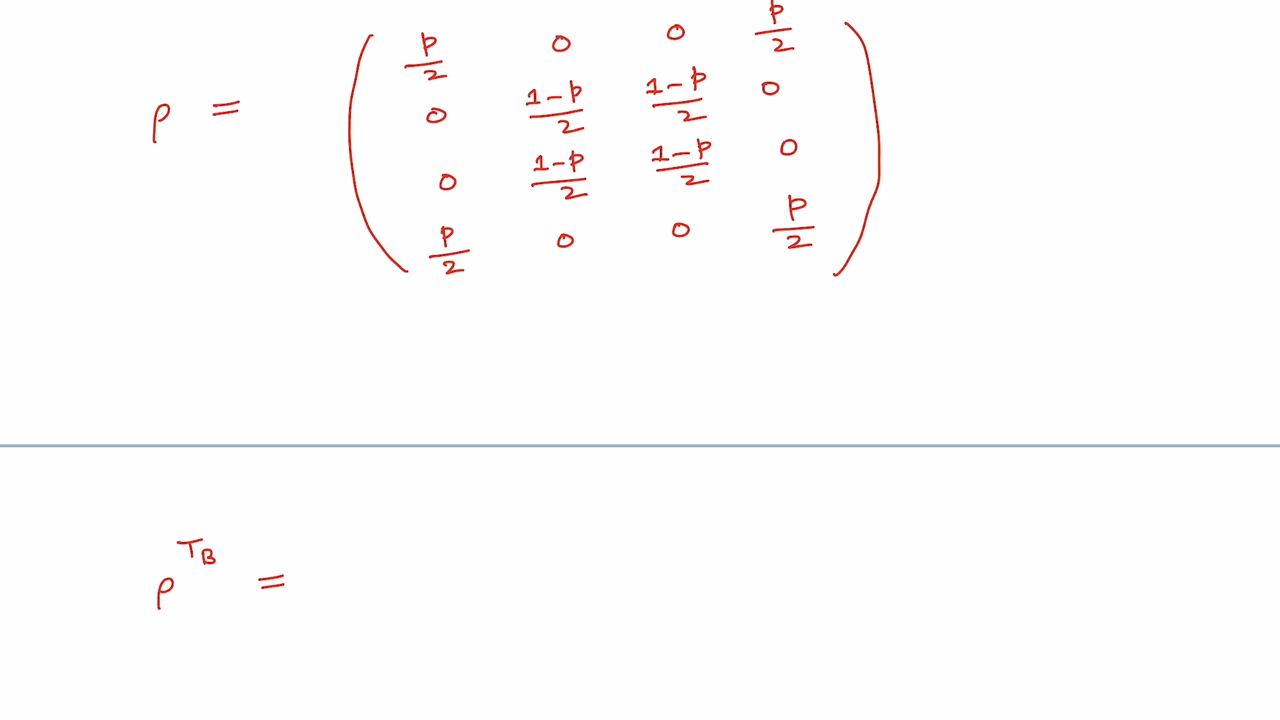 p/2 0 0 p/2
0 1-p/2 1-p/2 0
ρ =
0 1-p/2 1-p/2 0
p/2 0 0 p/2
ρ^T_B =